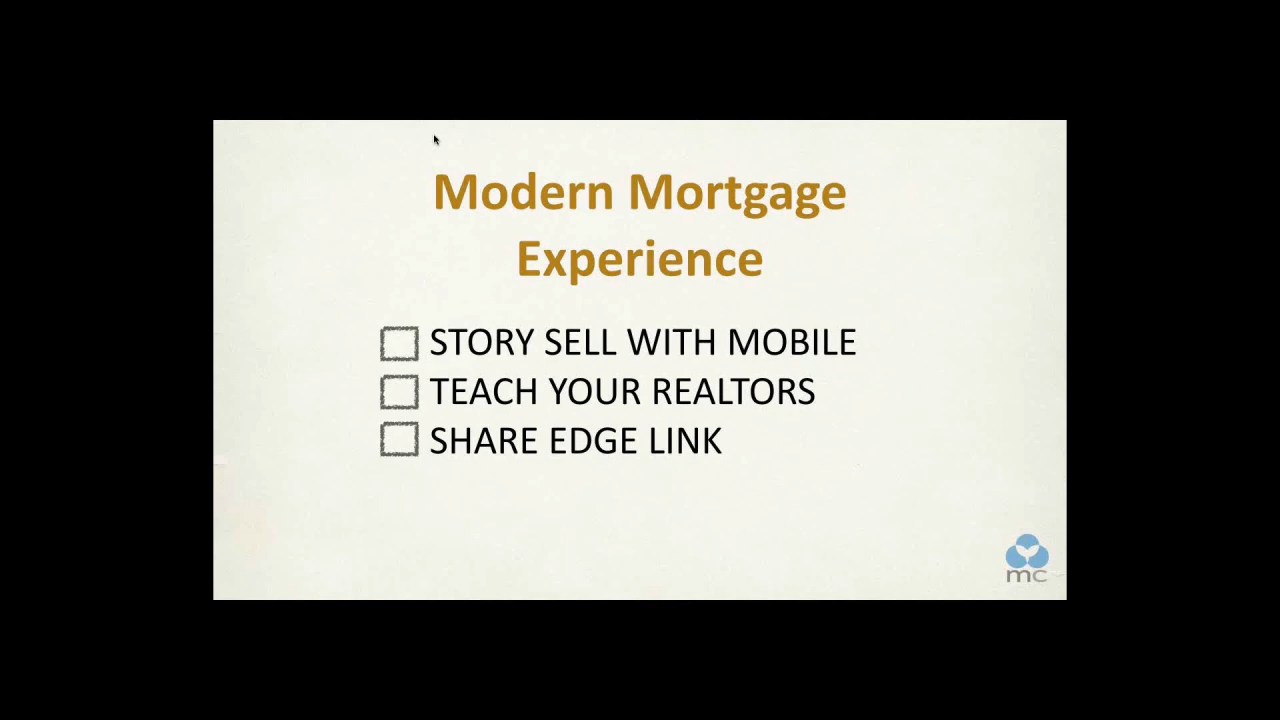 Modern Mortgage
Experience
STORY SELL WITH MOBILE
TEACH YOUR REALTORS
SHARE EDGE LINK
mc